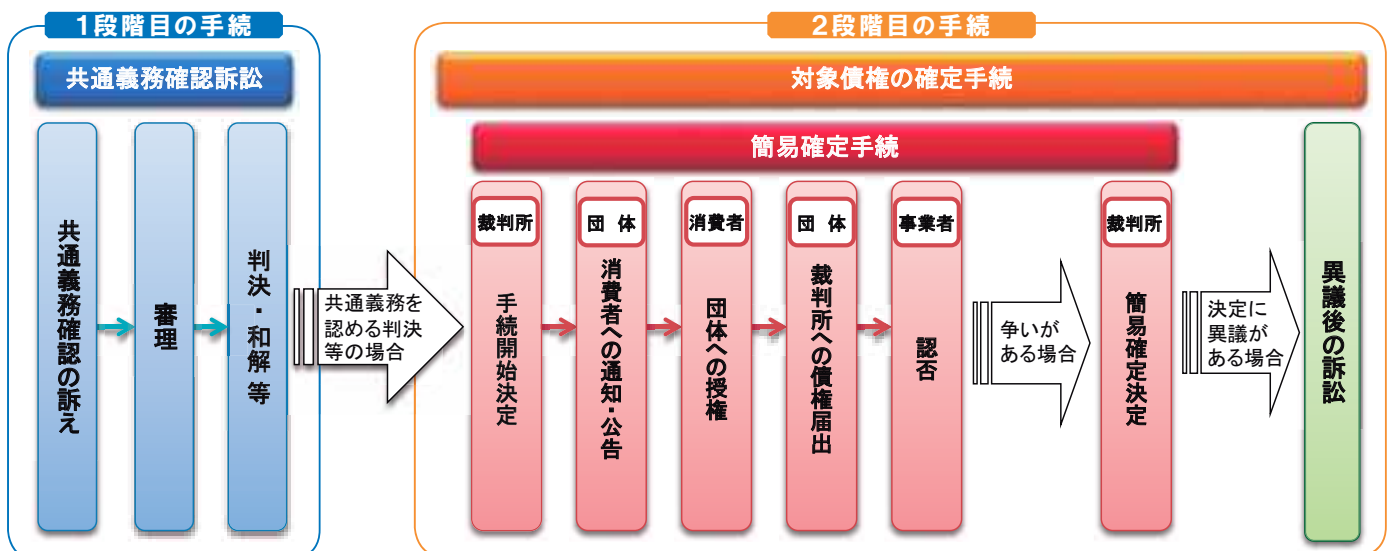 1段階目の手続
共通義務確認訴訟
共通義務確認の訴え
審理
判決・和解 等
共通義務を
認める判決
等の場合
2段階目の手続
対象債権の確定手続
簡易確定手続
裁判所
手続開始決定
団 体
消費者への通知・公告
消費者
団体への授権
団 体
裁判所への債権届出
事業者
認否
争いが
ある場合
裁判所
簡易確定決定
決定に
異議が
ある場合
異議後の訴訟